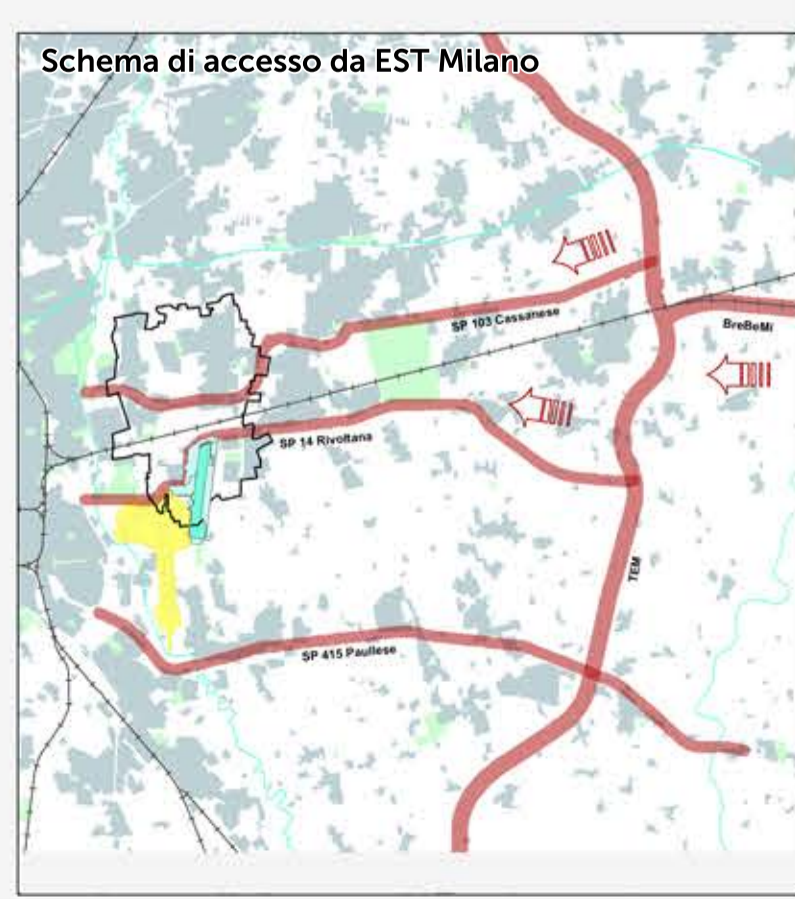 Schema di accesso da EST Milano
SP 103 Cassanese
BreBeMi
SP 14 Rivoltana
TEM
SP 415 Paullese